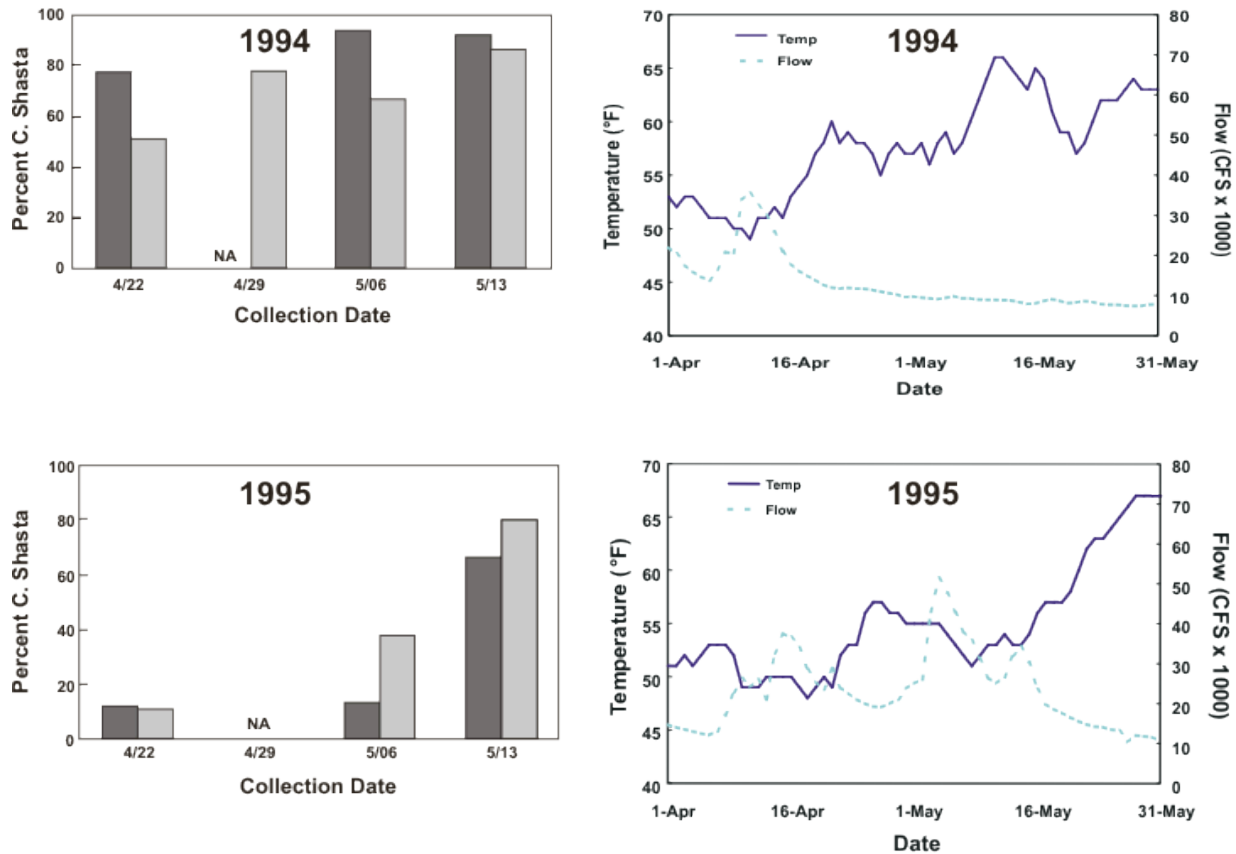 1994
Percent C. Shasta
100
80
60
40
20
0
NA
4/22
4/29
5/06
5/13
Collection Date
1994
Temp
Flow
Temperature (°F)
70
65
60
55
50
45
40
Flow (CFS x 1000)
80
70
60
50
40
30
20
10
0
1-Apr
16-Apr
1-May
16-May
31-May
Date
1995
Percent C. Shasta
100
80
60
40
20
0
NA
4/22
4/29
5/06
5/13
Collection Date
1995
Temp
Flow
Temperature (°F)
70
65
60
55
50
45
40
Flow (CFS x 1000)
80
70
60
50
40
30
20
10
0
1-Apr
16-Apr
1-May
16-May
31-May
Date